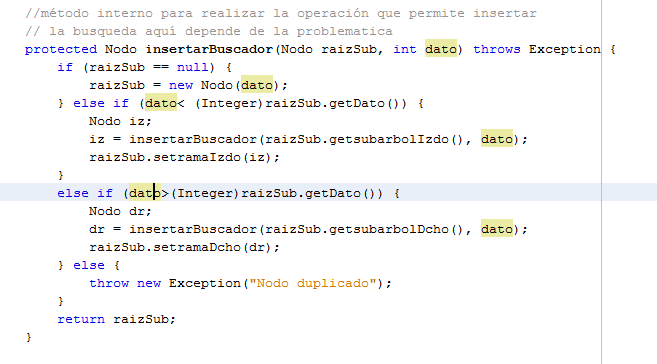 //método interno para realizar la operación que permite insertar
// la busqueda aquí depende de la problematica
protected Nodo insertarBuscador(Nodo raizSub, int dato) throws Exception {
if (raizSub == null) {
raizSub = new Nodo(dato);
} else if (dato< (Integer)raizSub.getDato()) {
Nodo iz;
iz = insertarBuscador(raizSub.getsubarbolIzdo(), dato);
raizSub.setramaIzdo(iz);
}
else if (dato>(Integer)raizSub.getDato()) {
Nodo dr;
dr = insertarBuscador(raizSub.getsubarbolDcho(), dato);
raizSub.setramaDcho(dr);
} else {
throw new Exception("Nodo duplicado");
}
return raizSub;
}